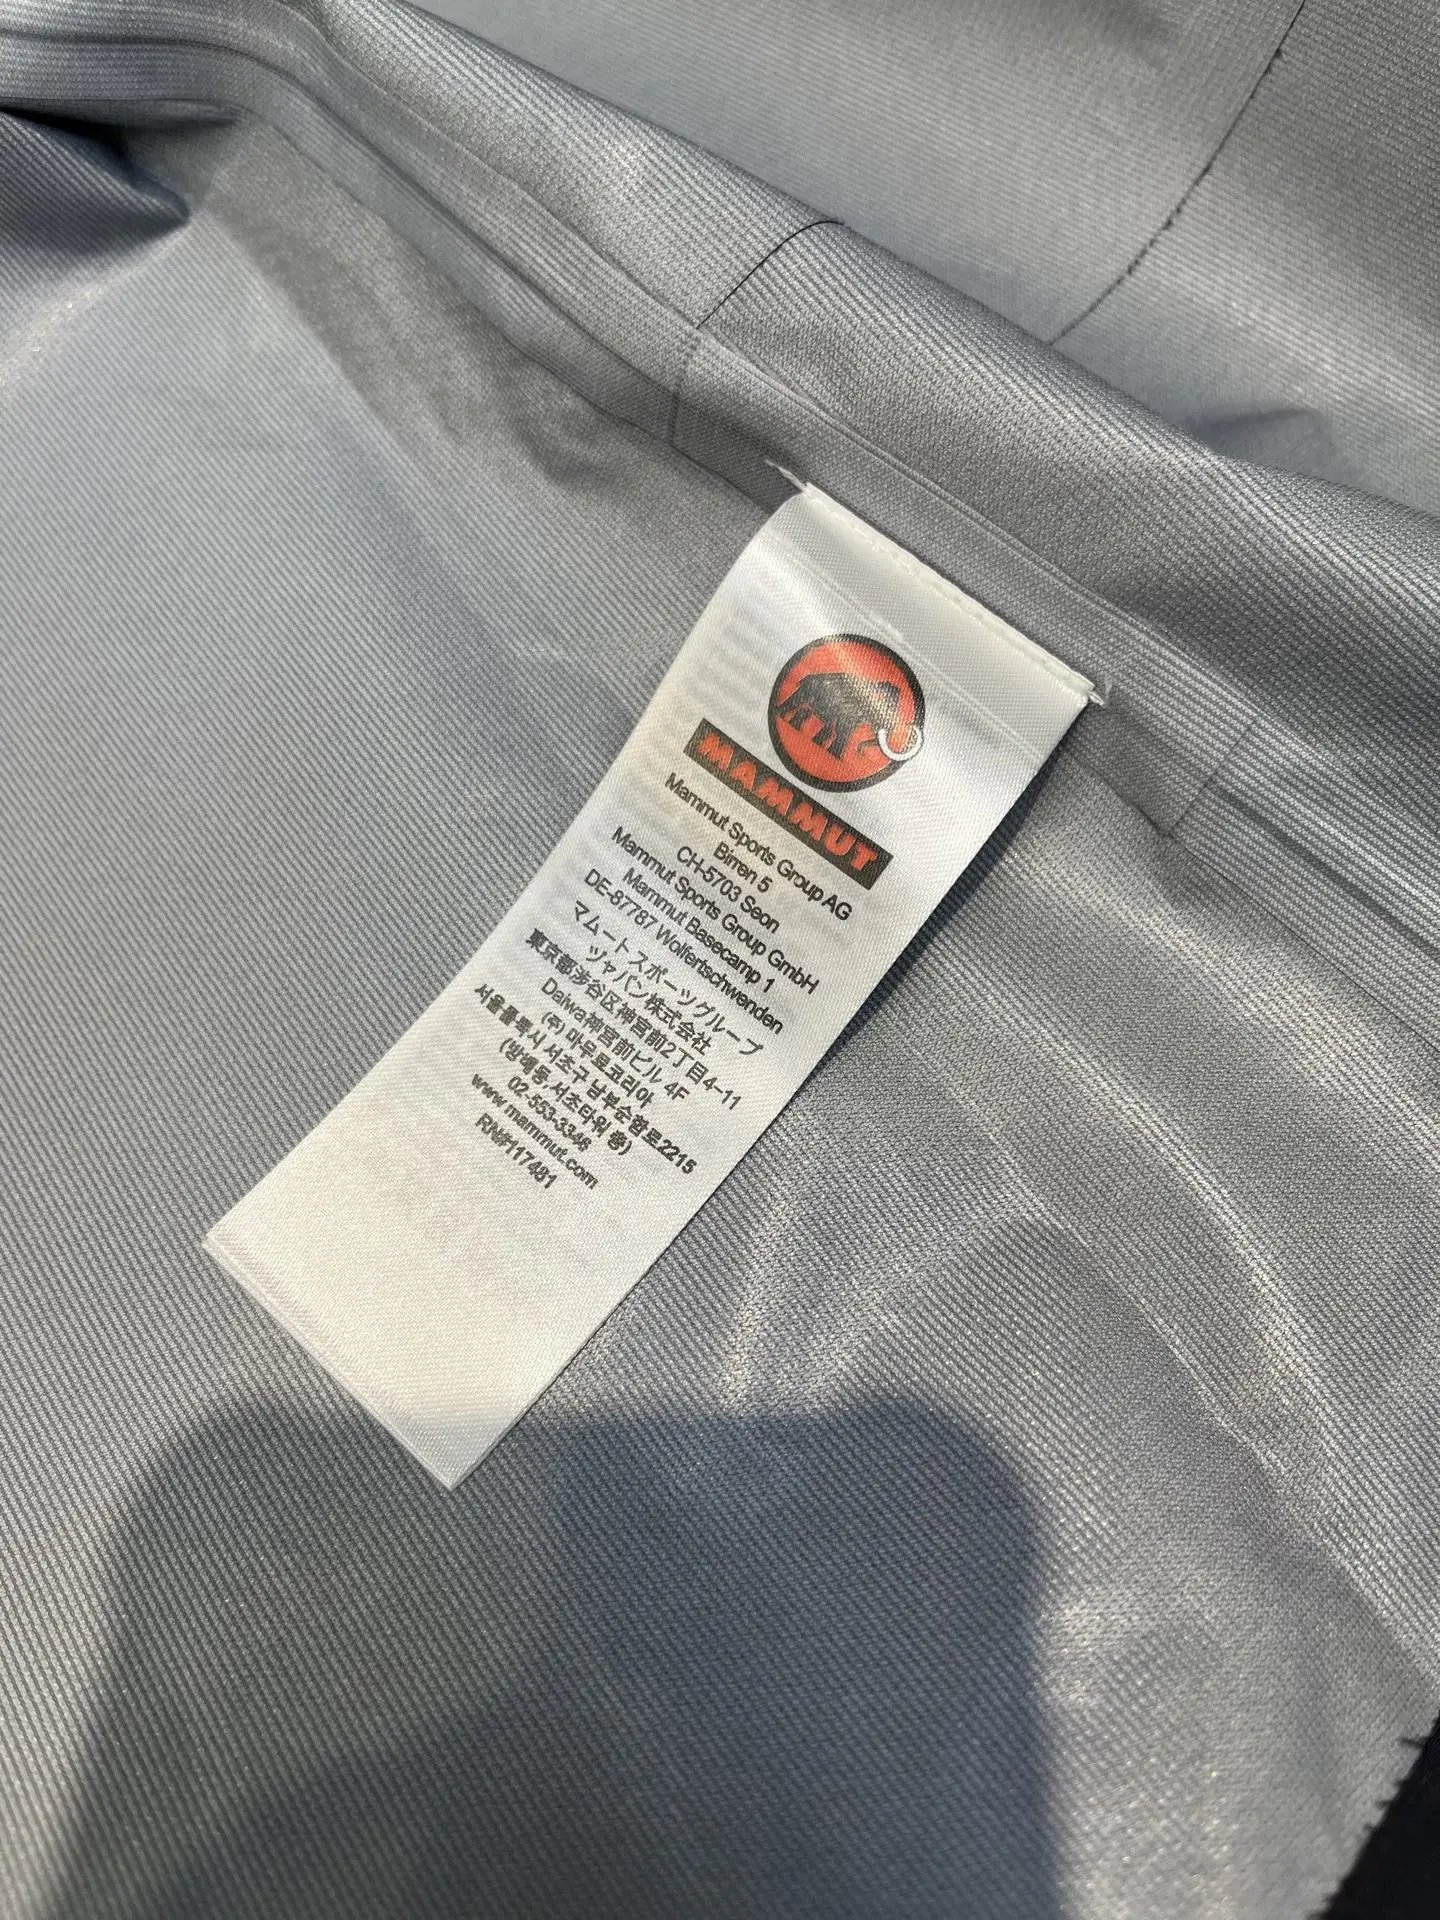 MAMMUT
Mammut Sports Group AG
Birren 5
CH-5703 Seon
Mammut Sports Group GmbH
Mammut Basecamp 1
DE-87787 Wolfertschwenden
マムートスポーツグループ
ジャパン株式会社
東京都渋谷区神宮前2丁目4-11
Daiwa神宮前ビル 4F
(주) 마무트코리아
서울특별시 서초구 남부순환로2215
(방배동,서초타워 층)
02-553-3346
www.mammut.com
RN#117481